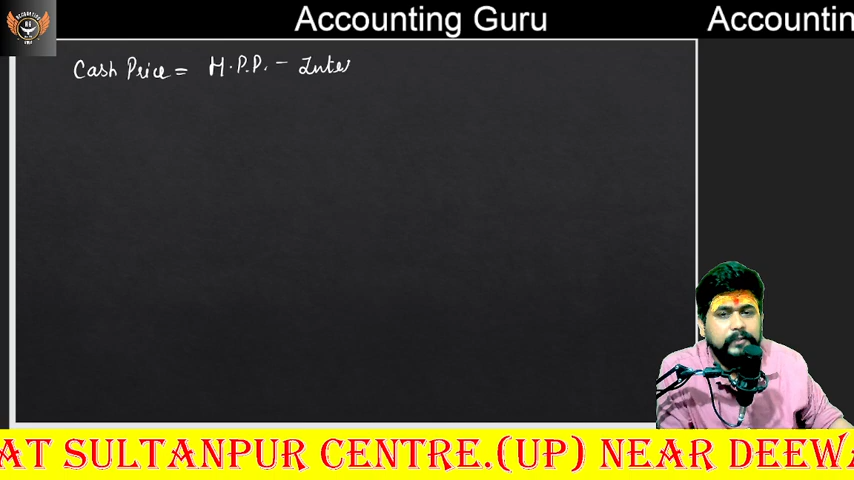 Accounting Guru
Accountin
Cash Price = H.P.P. - Inter
AT SULTANPUR CENTRE.(UP) NEAR DEEWA